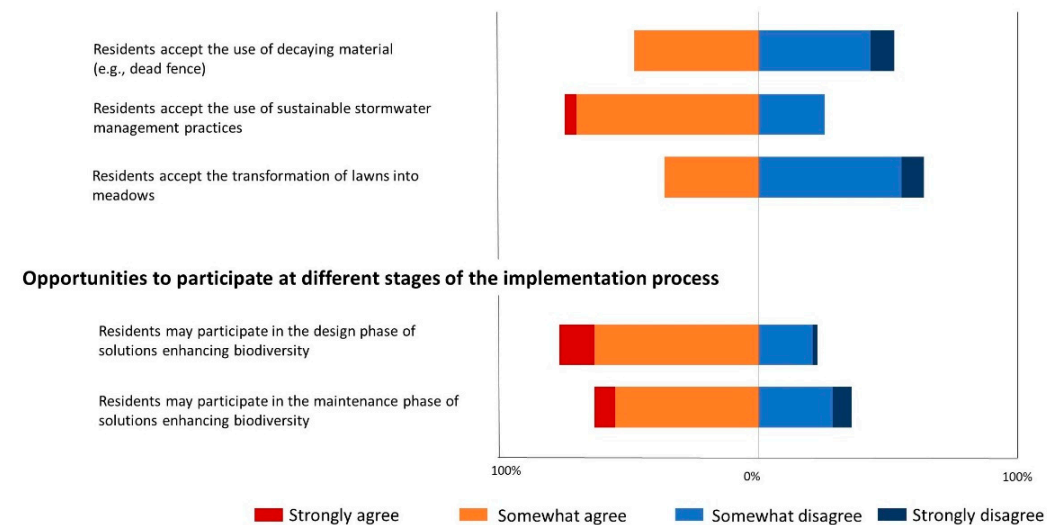 Residents accept the use of decaying material
(e.g., dead fence)
Residents accept the use of sustainable stormwater
management practices
Residents accept the transformation of lawns into
meadows
Opportunities to participate at different stages of the implementation process
Residents may participate in the design phase of
solutions enhancing biodiversity
Residents may participate in the maintenance phase of
solutions enhancing biodiversity
100%
0%
100%
Strongly agree
Somewhat agree
Somewhat disagree
Strongly disagree